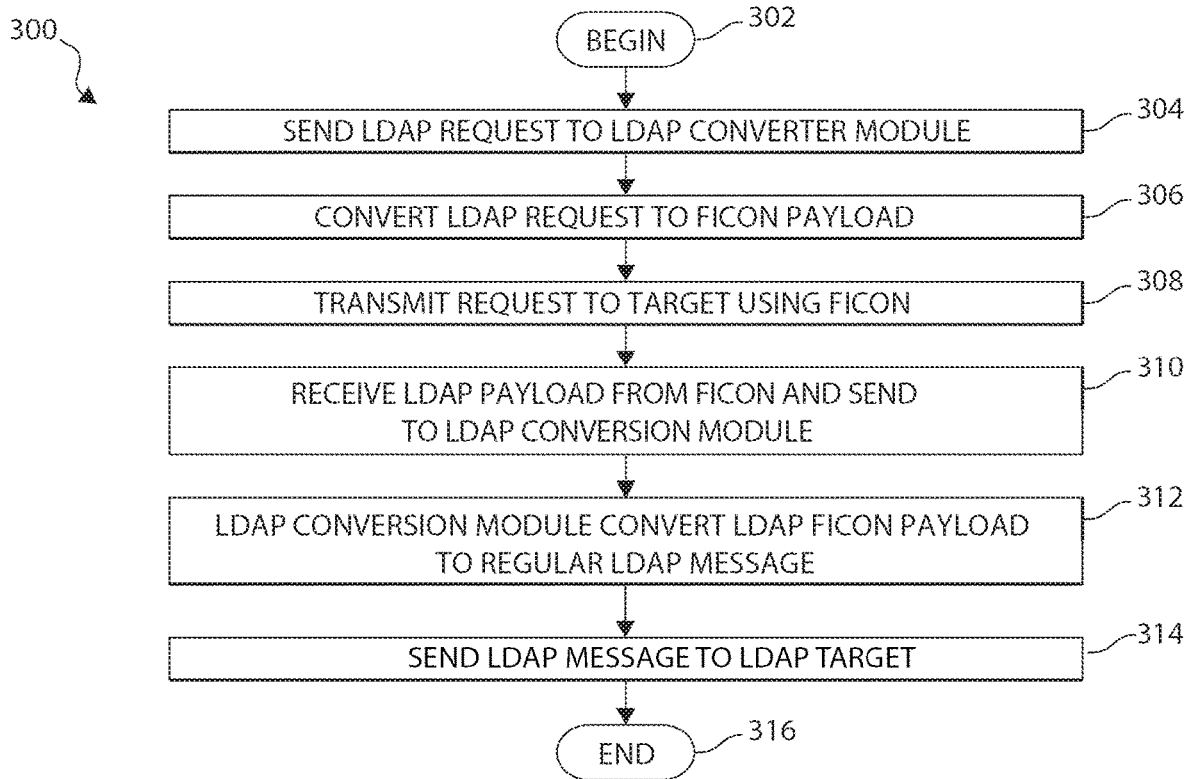 300
BEGIN
302
SEND LDAP REQUEST TO LDAP CONVERTER MODULE
304
CONVERT LDAP REQUEST TO FICON PAYLOAD
306
TRANSMIT REQUEST TO TARGET USING FICON
308
RECEIVE LDAP PAYLOAD FROM FICON AND SEND
TO LDAP CONVERSION MODULE
310
LDAP CONVERSION MODULE CONVERT LDAP FICON PAYLOAD
TO REGULAR LDAP MESSAGE
312
SEND LDAP MESSAGE TO LDAP TARGET
314
END
316